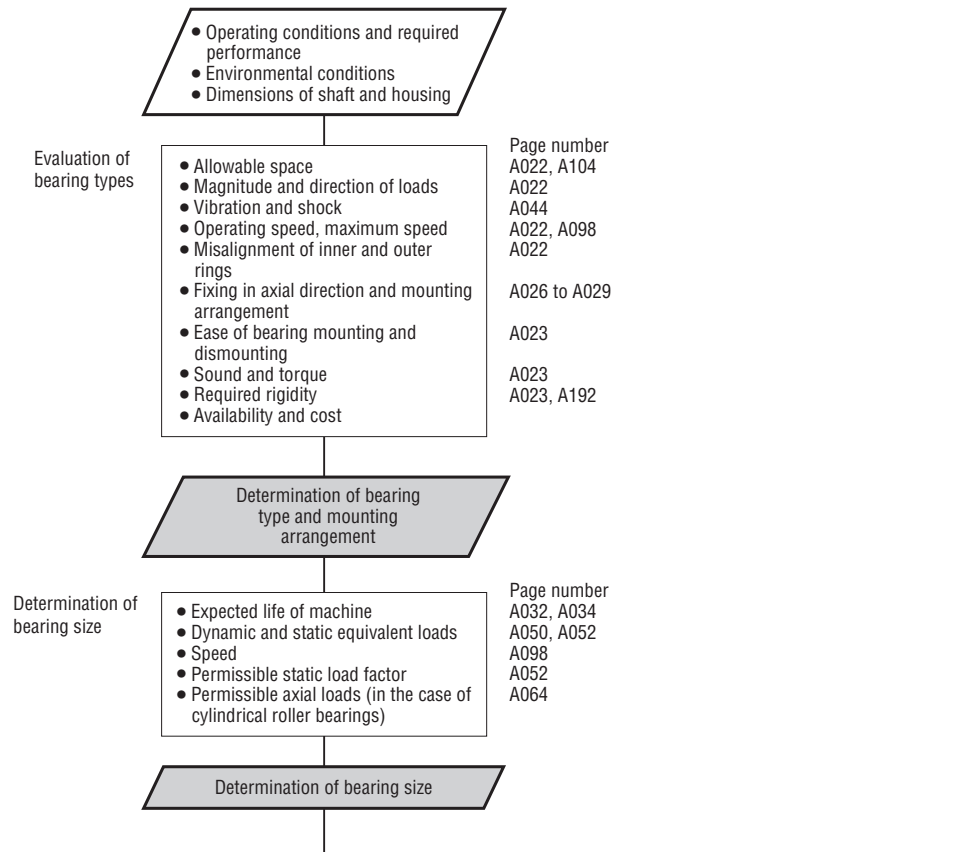 ● Operating conditions and required
performance
● Environmental conditions
● Dimensions of shaft and housing
Evaluation of
bearing types
Page number
● Allowable space A022, A104
● Magnitude and direction of loads A022
● Vibration and shock A044
● Operating speed, maximum speed A022, A098
● Misalignment of inner and outer A022
rings
● Fixing in axial direction and mounting A026 to A029
arrangement
● Ease of bearing mounting and A023
dismounting
● Sound and torque A023
● Required rigidity A023, A192
● Availability and cost
Determination of bearing
type and mounting
arrangement
Determination of
bearing size
Page number
● Expected life of machine A032, A034
● Dynamic and static equivalent loads A050, A052
● Speed A098
● Permissible static load factor A052
● Permissible axial loads (in the case of A064
cylindrical roller bearings)
Determination of bearing size